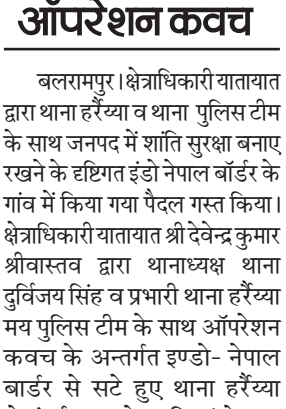 ऑपरेशन कवच
बलरामपुर।क्षेत्राधिकारी यातायात
द्वारा थाना हर्रैय्या व थाना पुलिस टीम
के साथ जनपद में शांति सुरक्षा बनाए
रखने के दृष्टिगत इंडो नेपाल बॉर्डर के
गांव में किया गया पैदल गस्त किया।
क्षेत्राधिकारी यातायात श्री देवेन्द्र कुमार
श्रीवास्तव द्वारा थानाध्यक्ष थाना
दुर्विजय सिंह व प्रभारी थाना हर्रैय्या
मय पुलिस टीम के साथ ऑपरेशन
कवच के अन्तर्गत इण्डो- नेपाल
बार्डर से सटे हुए थाना हर्रैय्या